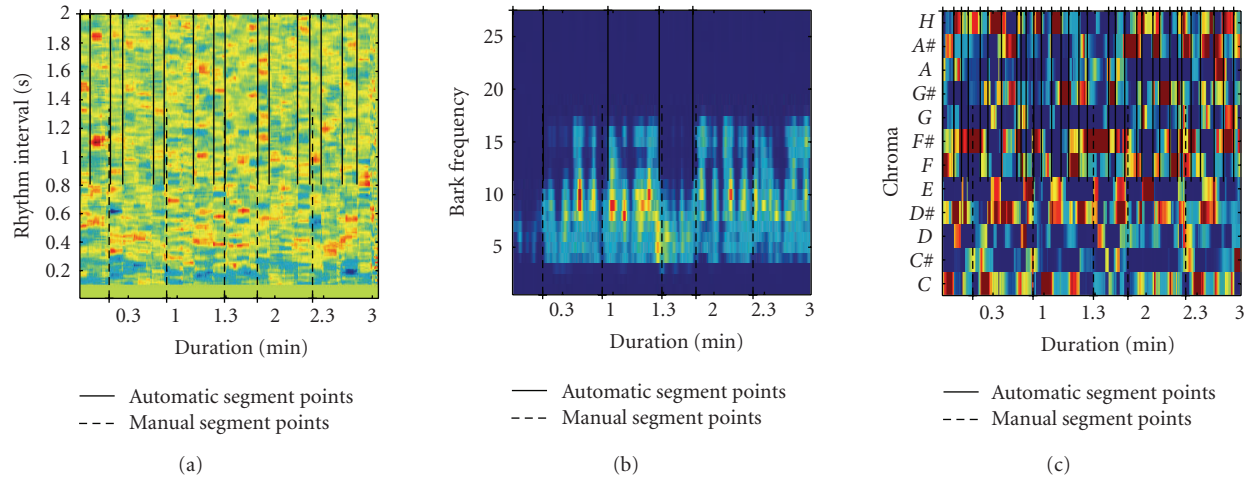 2
1.8
1.6
1.4
1.2
1
0.8
0.6
0.4
0.2
Rhythm interval (s)
0.3 1 1.3 2 2.3 3
Duration (min)
Automatic segment points
Manual segment points
(a)
25
20
15
10
5
Bark frequency
0.3 1 1.3 2 2.3 3
Duration (min)
Automatic segment points
Manual segment points
(b)
H
A#
A
G#
G
F#
F
E
D#
D
C#
C
Chroma
0.3 1 1.3 2 2.3 3
Duration (min)
Automatic segment points
Manual segment points
(c)